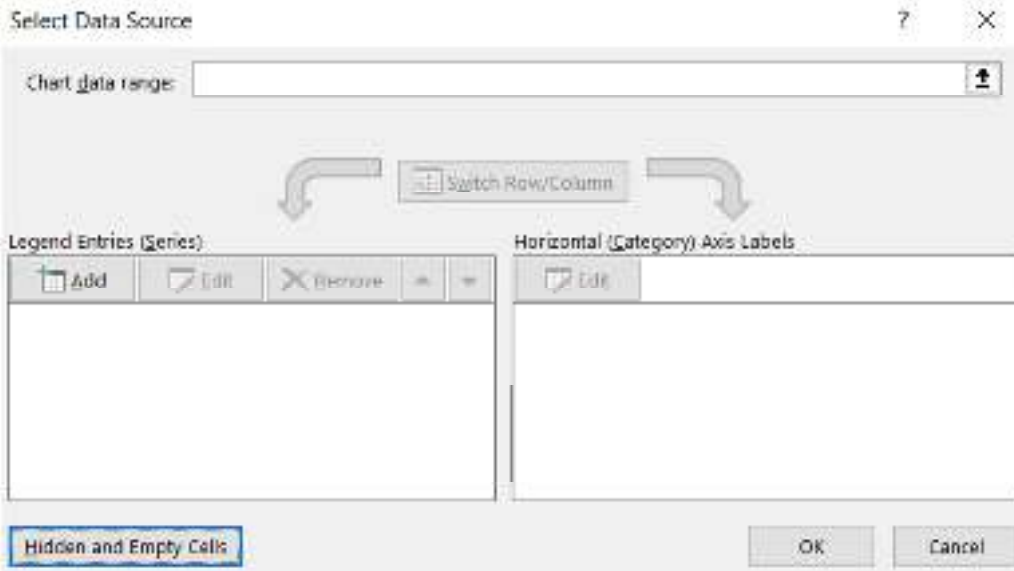 Select Data Source ?
Chart data range:
Switch Row/Column
Legend Entries (Series)
Add Edit Remove
Horizontal (Category) Axis Labels
Edit
Hidden and Empty Cells
OK Cancel